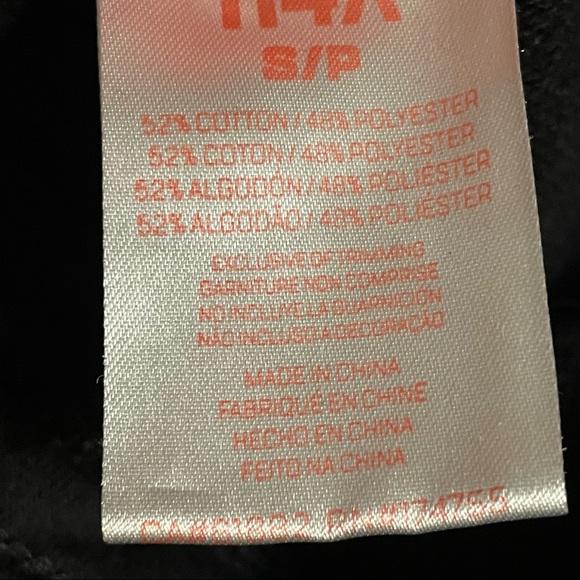 S/P
52% COTTON / 48% POLYESTER
52% COTON / 48% POLYESTER
52% ALGODÓN / 48% POLIÉSTER
52% ALGODÃO / 48% POLIÉSTER
EXCLUSIVE OF TRIMMING
GARNITURE NON COMPRISE
NO INCLUYE LA GUARNICIÓN
NÃO INCLUSO A DECORAÇÃO
MADE IN CHINA
FABRIQUÉ EN CHINE
HECHO EN CHINA
FEITO NA CHINA